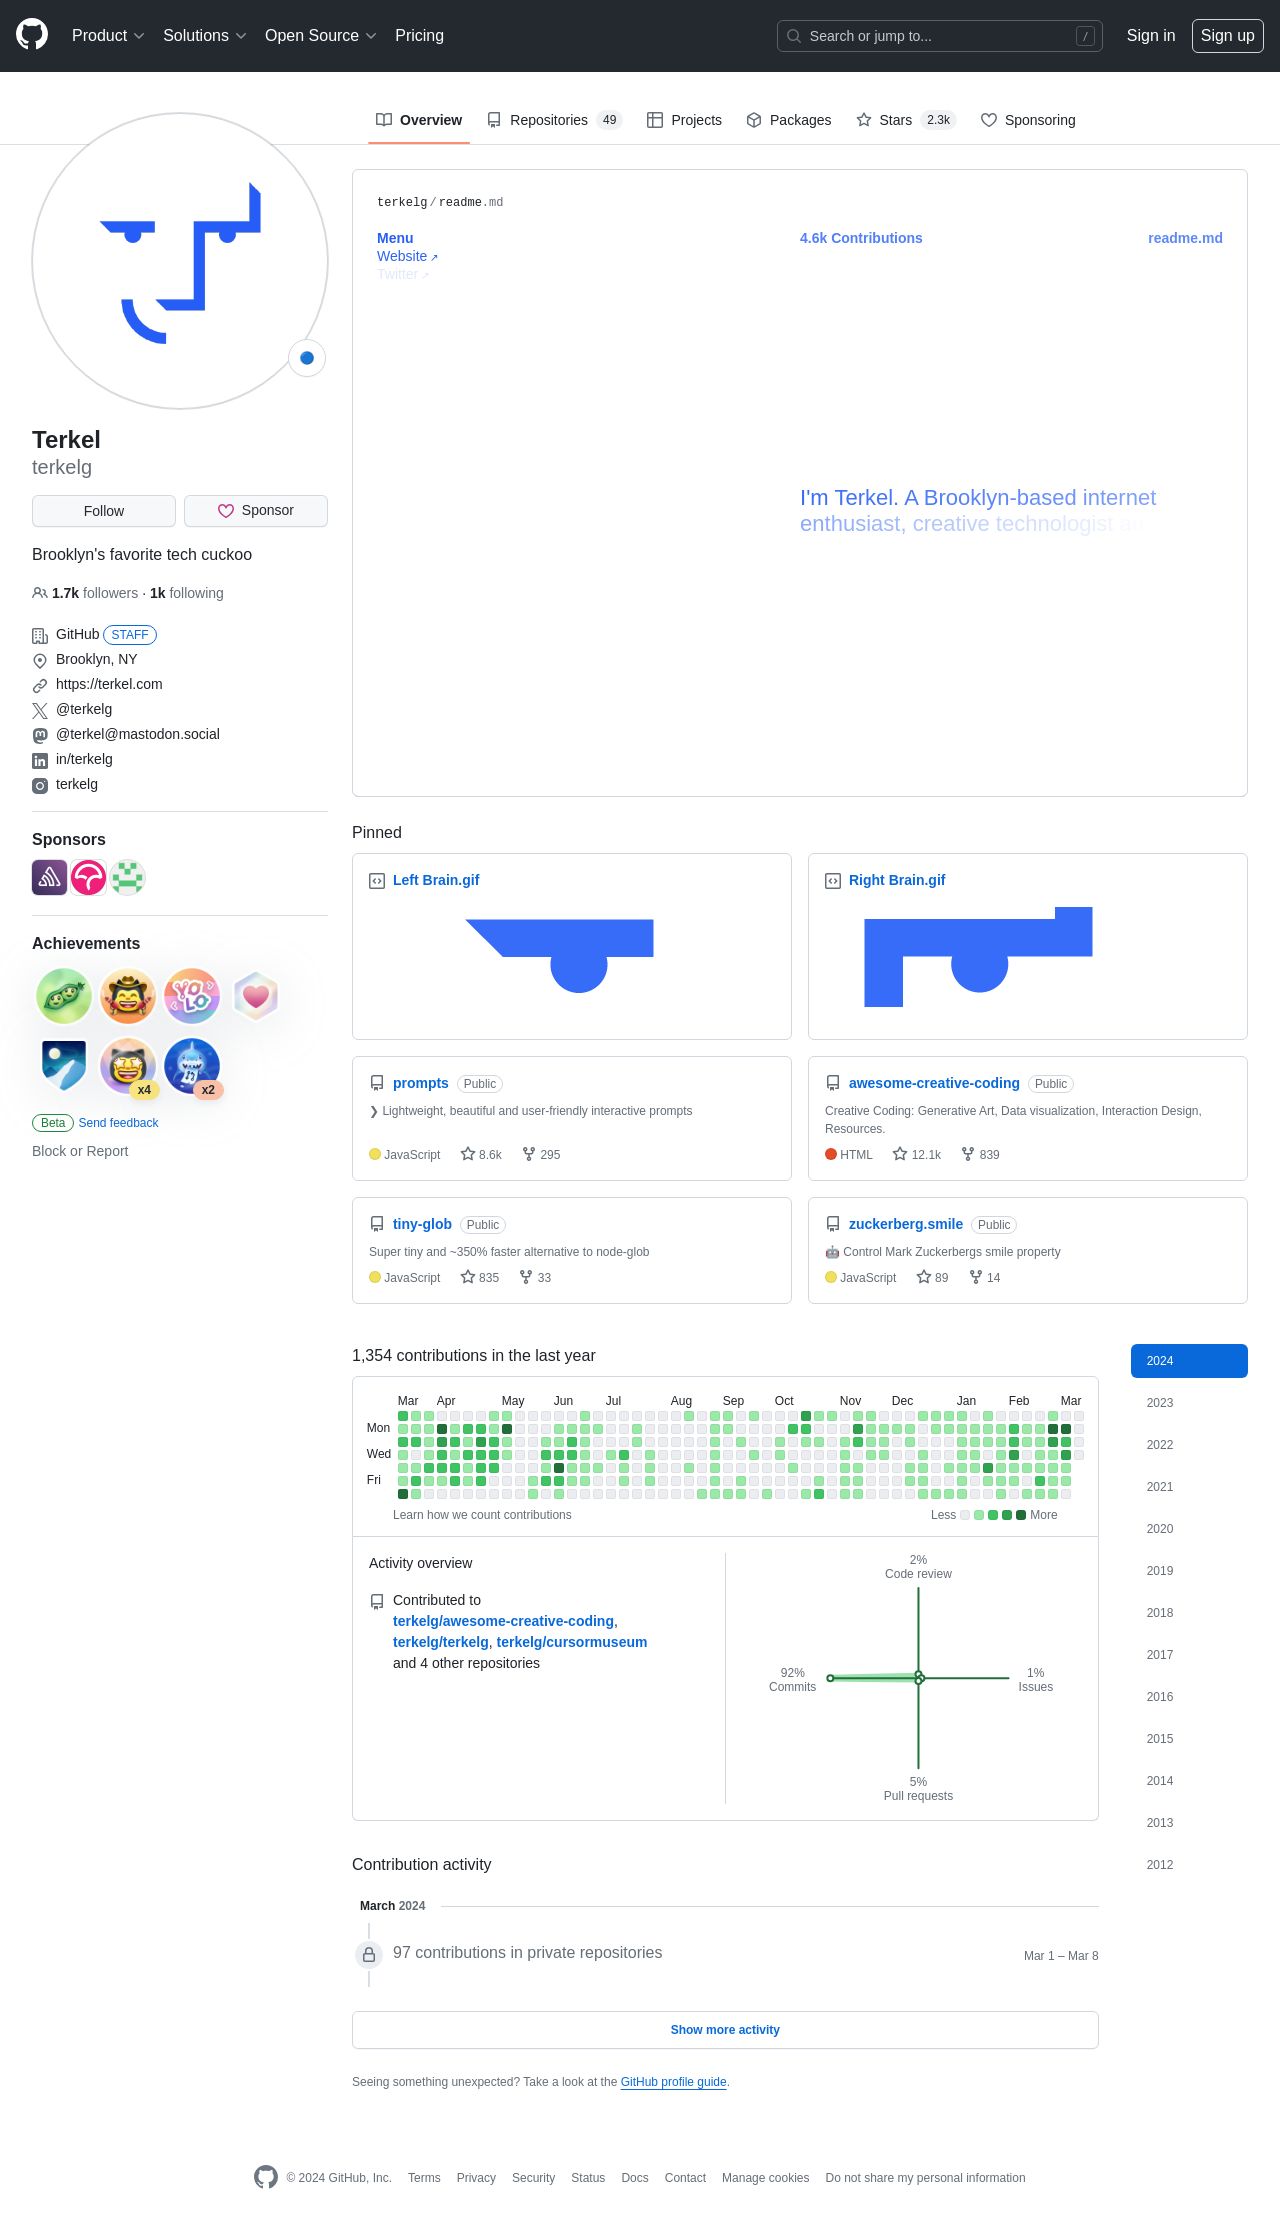 Product Solutions Open Source Pricing Search or jump to... / Sign in Sign up
Overview Repositories 49 Projects Packages Stars 2.3k Sponsoring
Terkel
terkelg
Follow Sponsor
Brooklyn's favorite tech cuckoo
1.7k followers · 1k following
GitHub STAFF
Brooklyn, NY
https://terkel.com
@terkelg
@terkel@mastodon.social
in/terkelg
terkelg
Sponsors
Achievements
YOLO
x4 x2
Beta Send feedback
Block or Report
terkelg/readme.md
Menu 4.6k Contributions readme.md
Website ↗
Twitter ↗
I'm Terkel. A Brooklyn-based internet
enthusiast, creative technologist
Pinned
Left Brain.gif
Right Brain.gif
prompts Public
❯ Lightweight, beautiful and user-friendly interactive prompts
JavaScript 8.6k 295
awesome-creative-coding Public
Creative Coding: Generative Art, Data visualization, Interaction Design,
Resources.
HTML 12.1k 839
tiny-glob Public
Super tiny and ~350% faster alternative to node-glob
JavaScript 835 33
zuckerberg.smile Public
🤖 Control Mark Zuckerbergs smile property
JavaScript 89 14
1,354 contributions in the last year
Mar Apr May Jun Jul Aug Sep Oct Nov Dec Jan Feb Mar
Mon
Wed
Fri
Learn how we count contributions Less More
Activity overview
Contributed to
terkelg/awesome-creative-coding,
terkelg/terkelg, terkelg/cursormuseum
and 4 other repositories
2%
Code review
92%
Commits
1%
Issues
5%
Pull requests
2024
2023
2022
2021
2020
2019
2018
2017
2016
2015
2014
2013
2012
Contribution activity
March 2024
97 contributions in private repositories Mar 1 – Mar 8
Show more activity
Seeing something unexpected? Take a look at the GitHub profile guide.
© 2024 GitHub, Inc. Terms Privacy Security Status Docs Contact Manage cookies Do not share my personal information